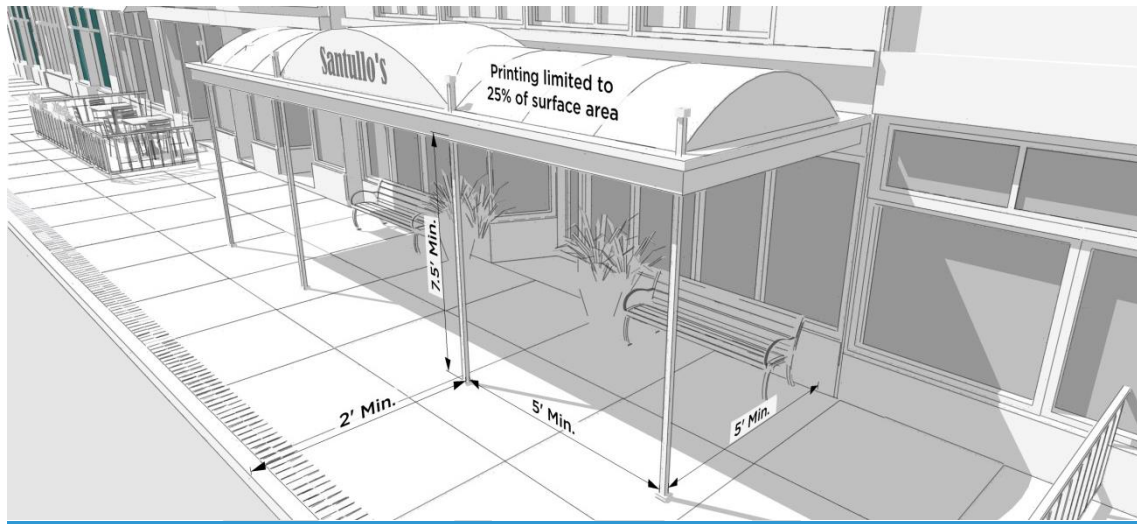 Santullo's
Printing limited to
25% of surface area
7.5' Min.
2' Min.
5' Min.
5' Min.